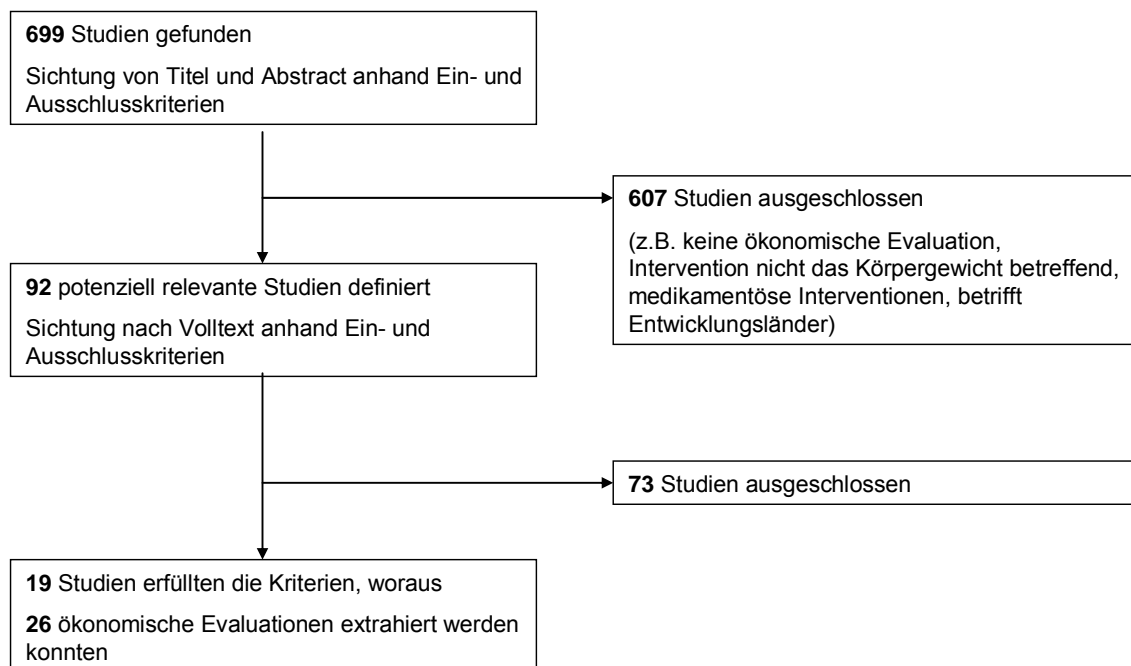 699 Studien gefunden
Sichtung von Titel und Abstract anhand Ein- und
Ausschlusskriterien
607 Studien ausgeschlossen
(z.B. keine ökonomische Evaluation,
Intervention nicht das Körpergewicht betreffend,
medikamentöse Interventionen, betrifft
Entwicklungsländer)
92 potenziell relevante Studien definiert
Sichtung nach Volltext anhand Ein- und
Ausschlusskriterien
73 Studien ausgeschlossen
19 Studien erfüllten die Kriterien, woraus
26 ökonomische Evaluationen extrahiert werden
konnten